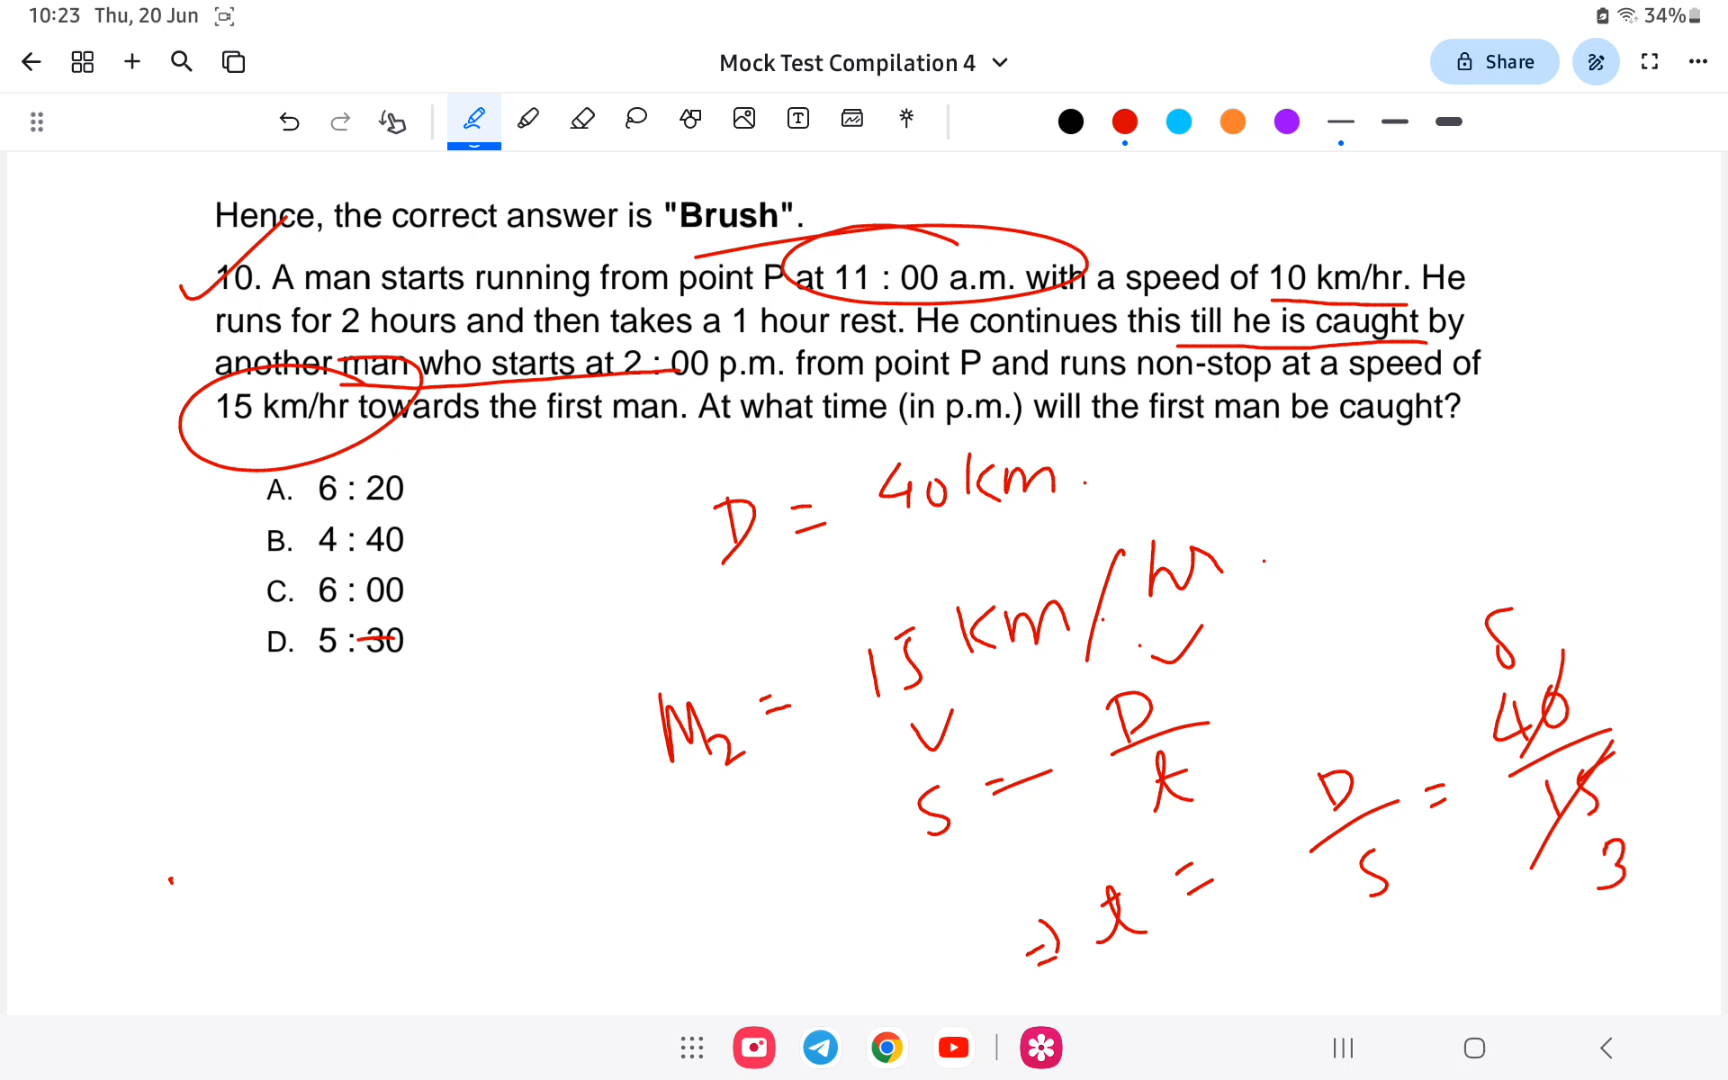 10:23 Thu, 20 Jun
34%
Mock Test Compilation 4
Share
Hence, the correct answer is "Brush".
10. A man starts running from point P at 11 : 00 a.m. with a speed of 10 km/hr. He
runs for 2 hours and then takes a 1 hour rest. He continues this till he is caught by
another man who starts at 2 : 00 p.m. from point P and runs non-stop at a speed of
15 km/hr towards the first man. At what time (in p.m.) will the first man be caught?
A. 6 : 20
B. 4 : 40
C. 6 : 00
D. 5 : 30
D = 40 km.
M2 = 15 km/hr.
S = D/t
⇒ t = D/S = 40/15
8
3